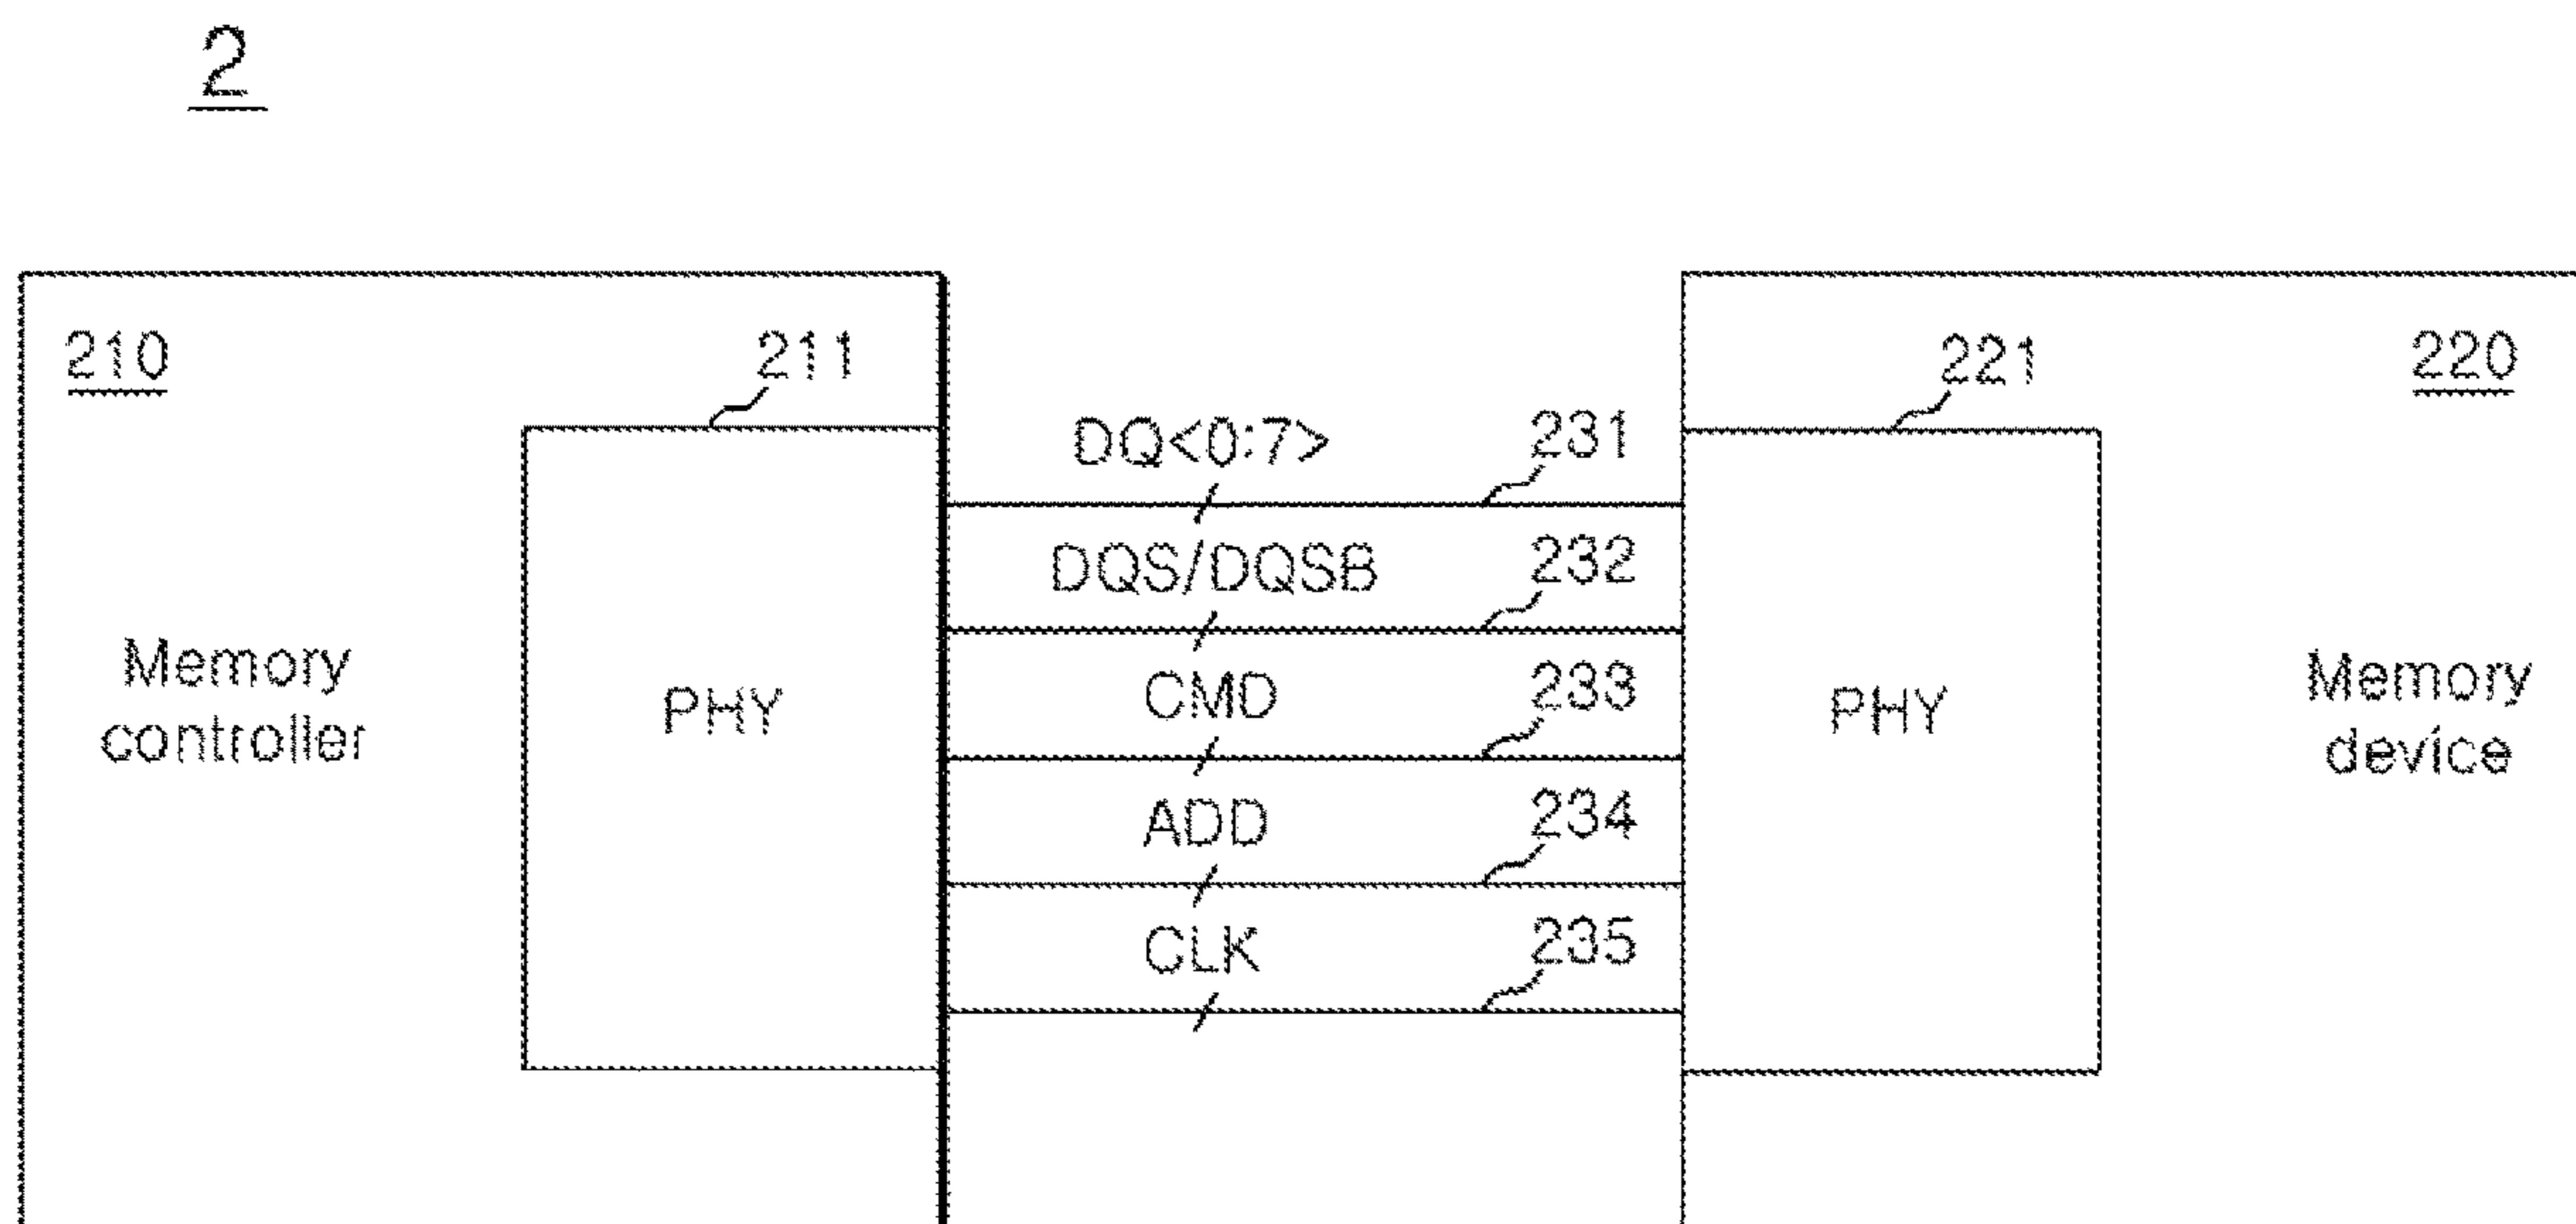 2
210
211
221
220
DQ<0:7>
231
DQS/DQSB
232
Memory
controller
PHY
CMD
233
PHY
Memory
device
ADD
234
CLK
235